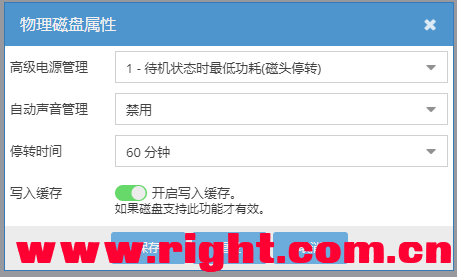 物理磁盘属性
高级电源管理 1 - 待机状态时最低功耗(磁头停转)
自动声音管理 禁用
停转时间 60 分钟
写入缓存 开启写入缓存。
如果磁盘支持此功能才有效。
www.right.com.cn